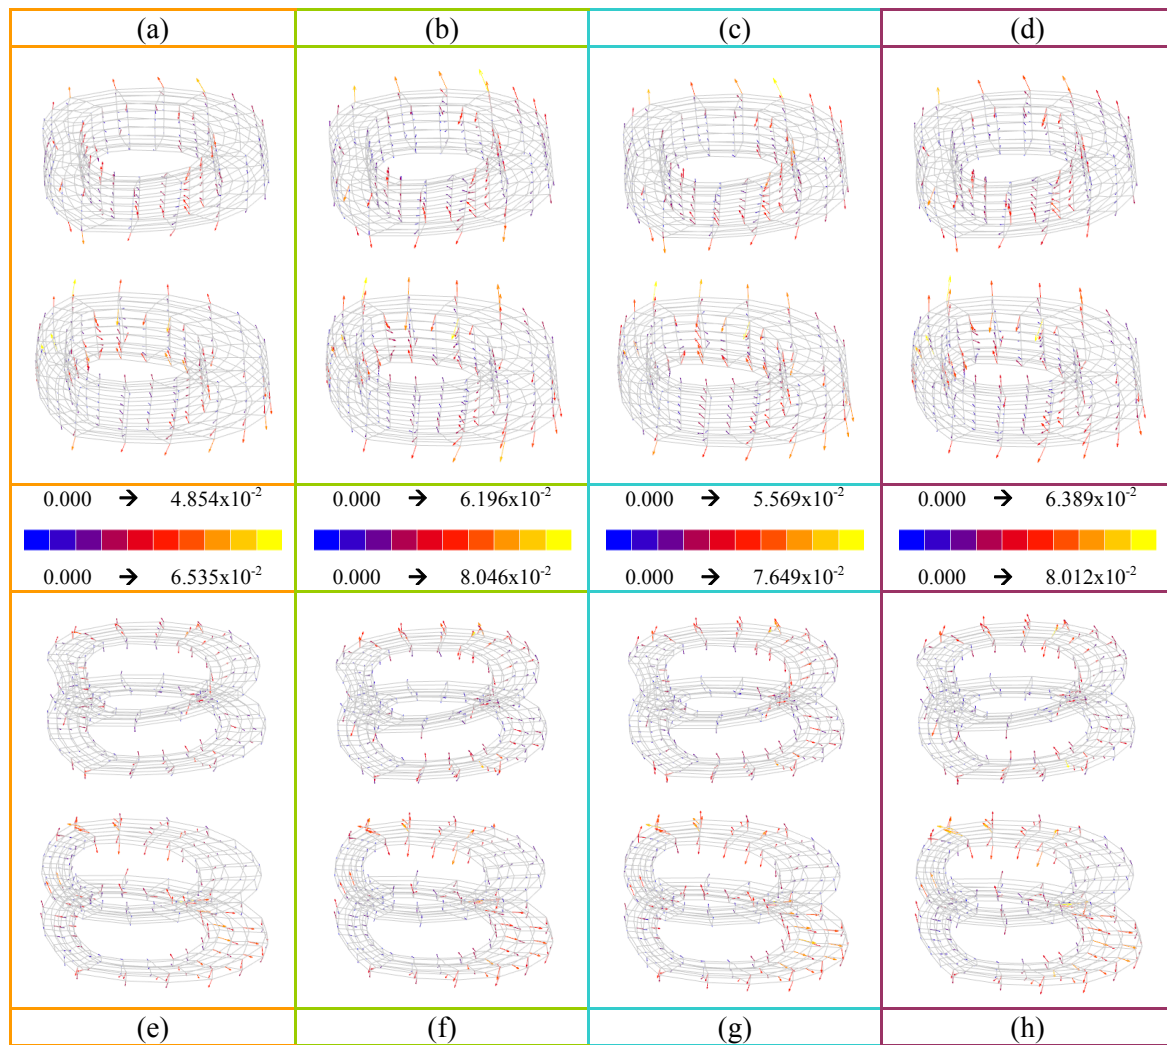 (a) (b) (c) (d)
0.000 → 4.854x10⁻² 0.000 → 6.196x10⁻² 0.000 → 5.569x10⁻² 0.000 → 6.389x10⁻²
0.000 → 6.535x10⁻² 0.000 → 8.046x10⁻² 0.000 → 7.649x10⁻² 0.000 → 8.012x10⁻²
(e) (f) (g) (h)